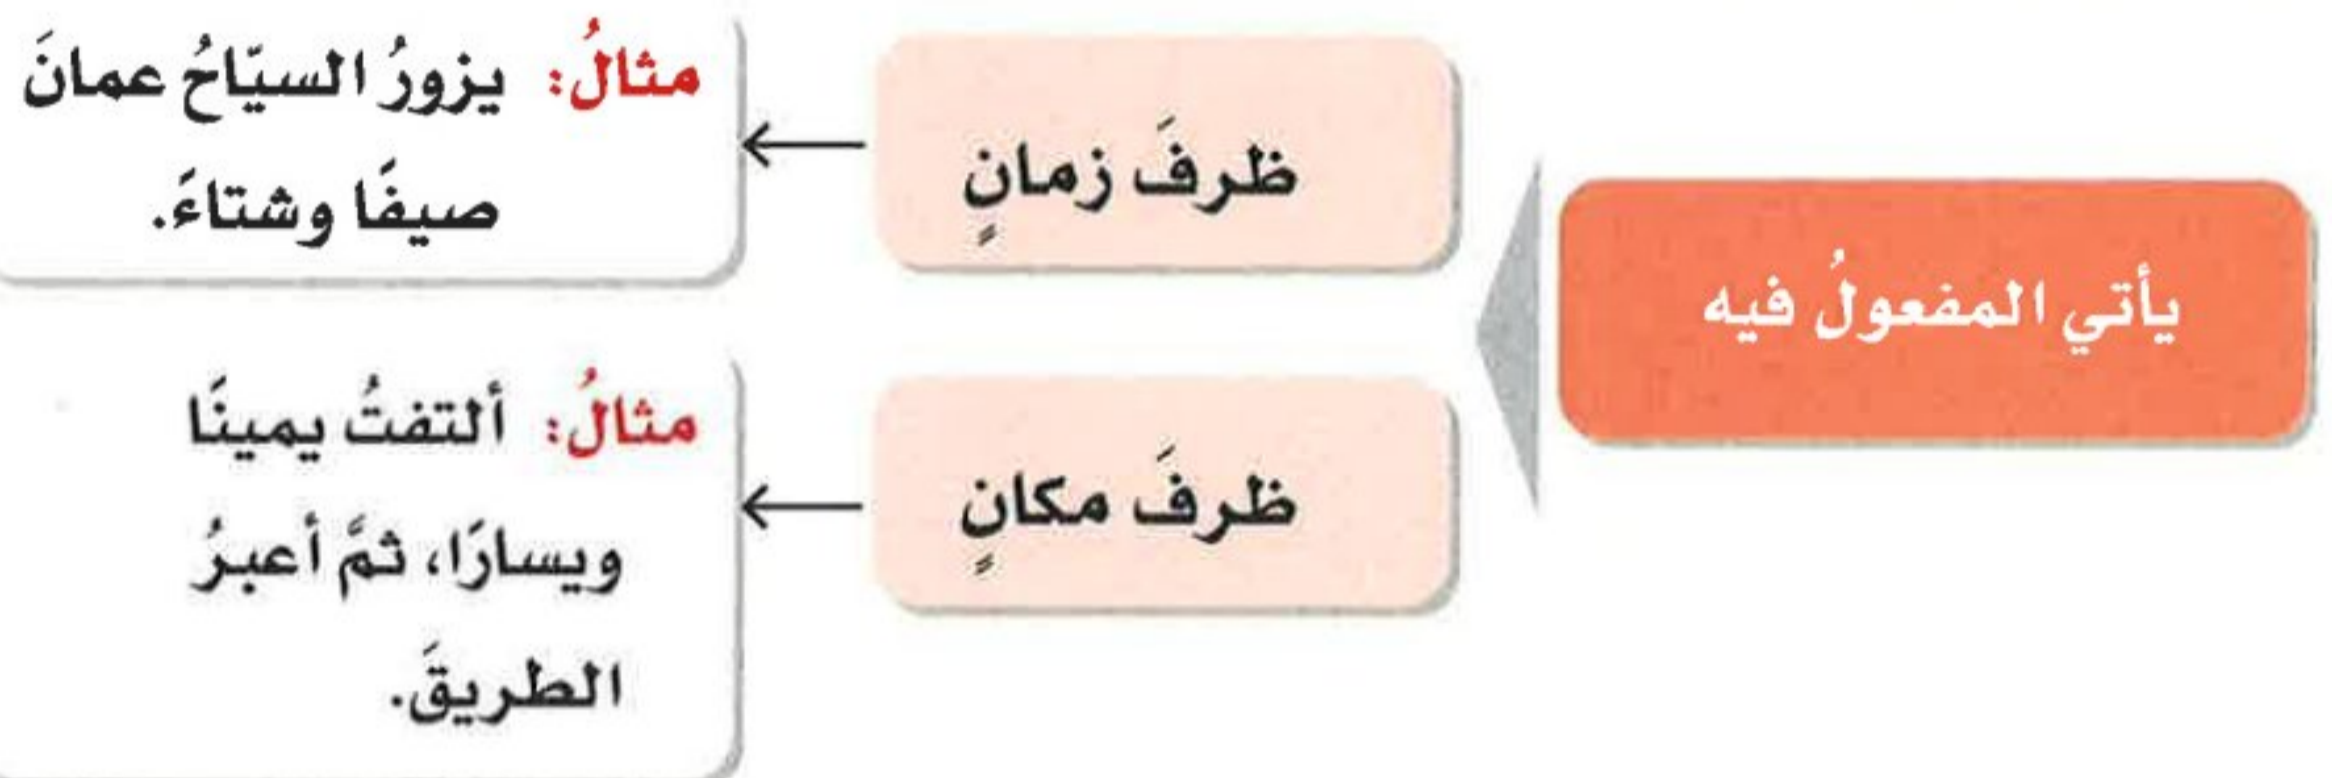 يأتي المفعولُ فيه
ظرفَ زمانٍ
مثالُ: يزورُ السيّاحُ عمانَ
صيفًا وشتاءَ.
ظرفَ مكانٍ
مثالُ: ألتفتُ يمينًا
ويسارًا، ثمَّ أعبرُ
الطريقَ.